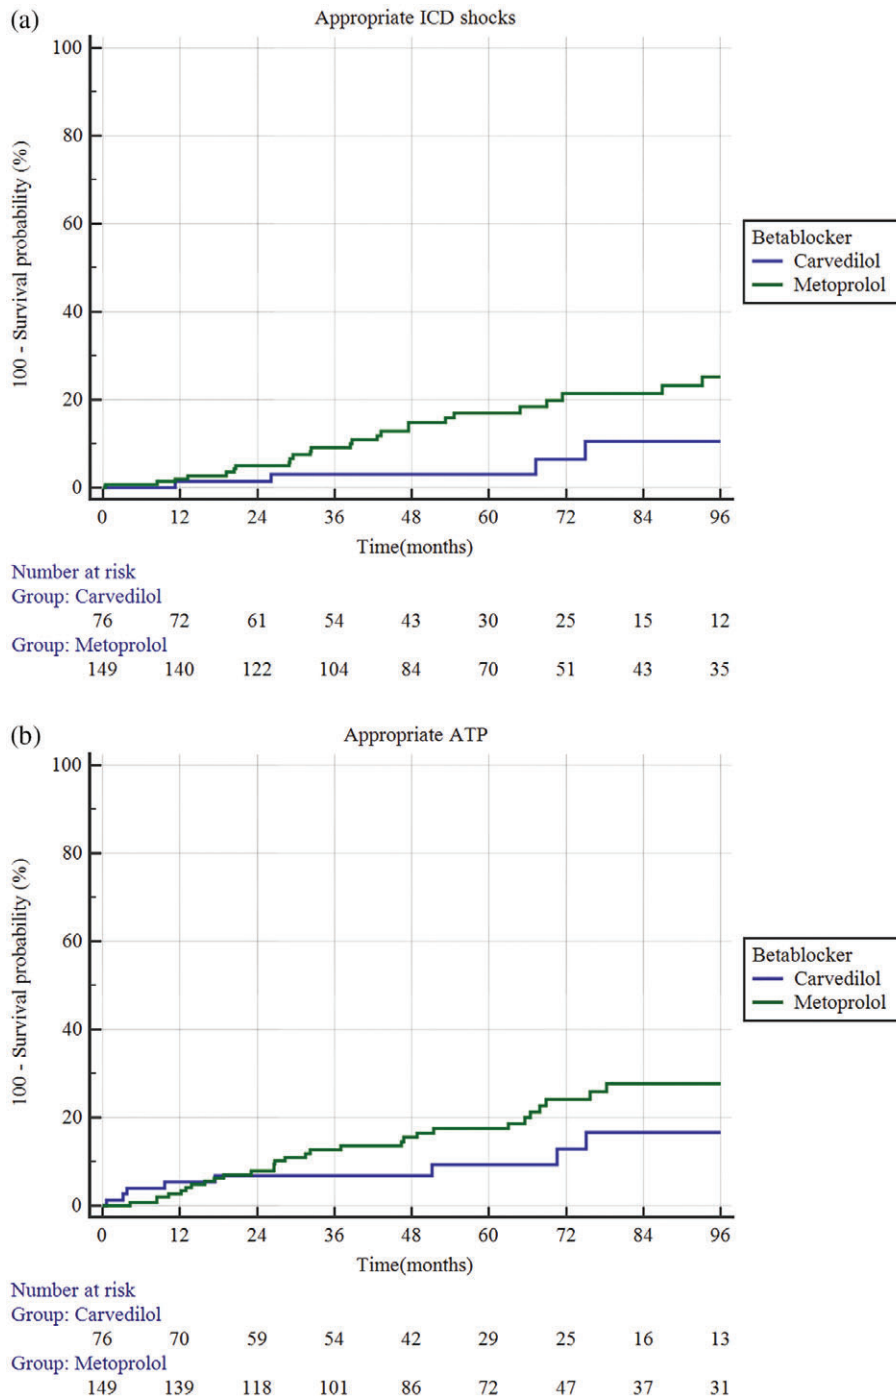 (a)
Appropriate ICD shocks
100
80
60
40
20
0
100 - Survival probability (%)
0 12 24 36 48 60 72 84 96
Time(months)
Betablocker
Carvedilol
Metoprolol
Number at risk
Group: Carvedilol
76 72 61 54 43 30 25 15 12
Group: Metoprolol
149 140 122 104 84 70 51 43 35
(b)
Appropriate ATP
100
80
60
40
20
0
100 - Survival probability (%)
0 12 24 36 48 60 72 84 96
Time(months)
Betablocker
Carvedilol
Metoprolol
Number at risk
Group: Carvedilol
76 70 59 54 42 29 25 16 13
Group: Metoprolol
149 139 118 101 86 72 47 37 31